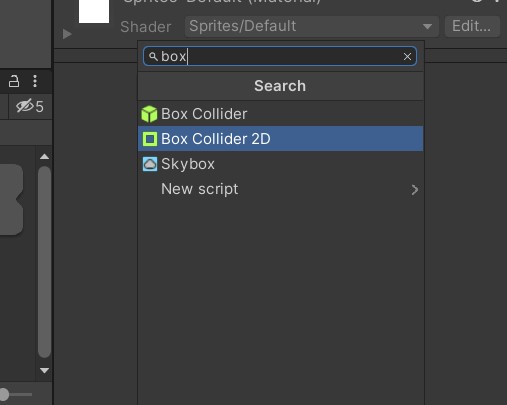 Sprites-Default (Material)
Shader Sprites/Default Edit...
box
Search
5
Box Collider
Box Collider 2D
Skybox
New script